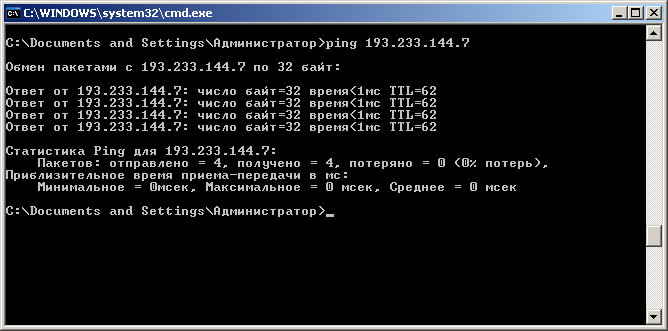 C:\WINDOWS\system32\cmd.exe
C:\Documents and Settings\Администратор>ping 193.233.144.7
Обмен пакетами с 193.233.144.7 по 32 байт:
Ответ от 193.233.144.7: число байт=32 время<1мс TTL=62
Ответ от 193.233.144.7: число байт=32 время<1мс TTL=62
Ответ от 193.233.144.7: число байт=32 время<1мс TTL=62
Ответ от 193.233.144.7: число байт=32 время<1мс TTL=62
Статистика Ping для 193.233.144.7:
Пакетов: отправлено = 4, получено = 4, потеряно = 0 (0% потерь),
Приблизительное время приема-передачи в мс:
Минимальное = 0мсек, Максимальное = 0 мсек, Среднее = 0 мсек
C:\Documents and Settings\Администратор>_